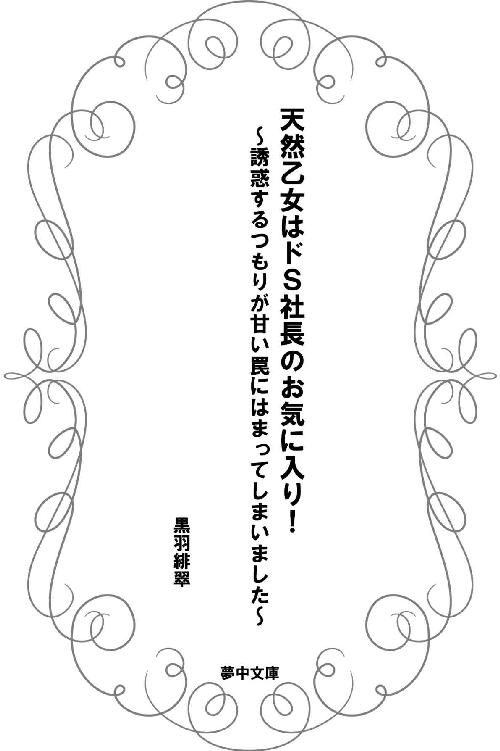 天然乙女はドS社長のお気に入り！
～誘惑するつもりが甘い罠にはまってしまいました～
黒羽緋翠
夢中文庫